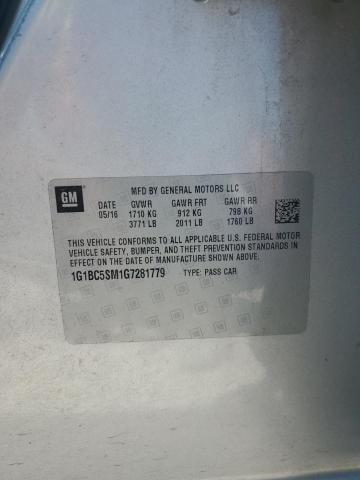 GM
MFD BY GENERAL MOTORS LLC
DATE GVWR GAWR FRT GAWR RR
05/16 1710 KG 912 KG 798 KG
3771 LB 2011 LB 1760 LB
THIS VEHICLE CONFORMS TO ALL APPLICABLE U.S. FEDERAL MOTOR
VEHICLE SAFETY, BUMPER, AND THEFT PREVENTION STANDARDS IN
EFFECT ON THE DATE OF MANUFACTURE SHOWN ABOVE.
1G1BC5SM1G7281779 TYPE: PASS CAR